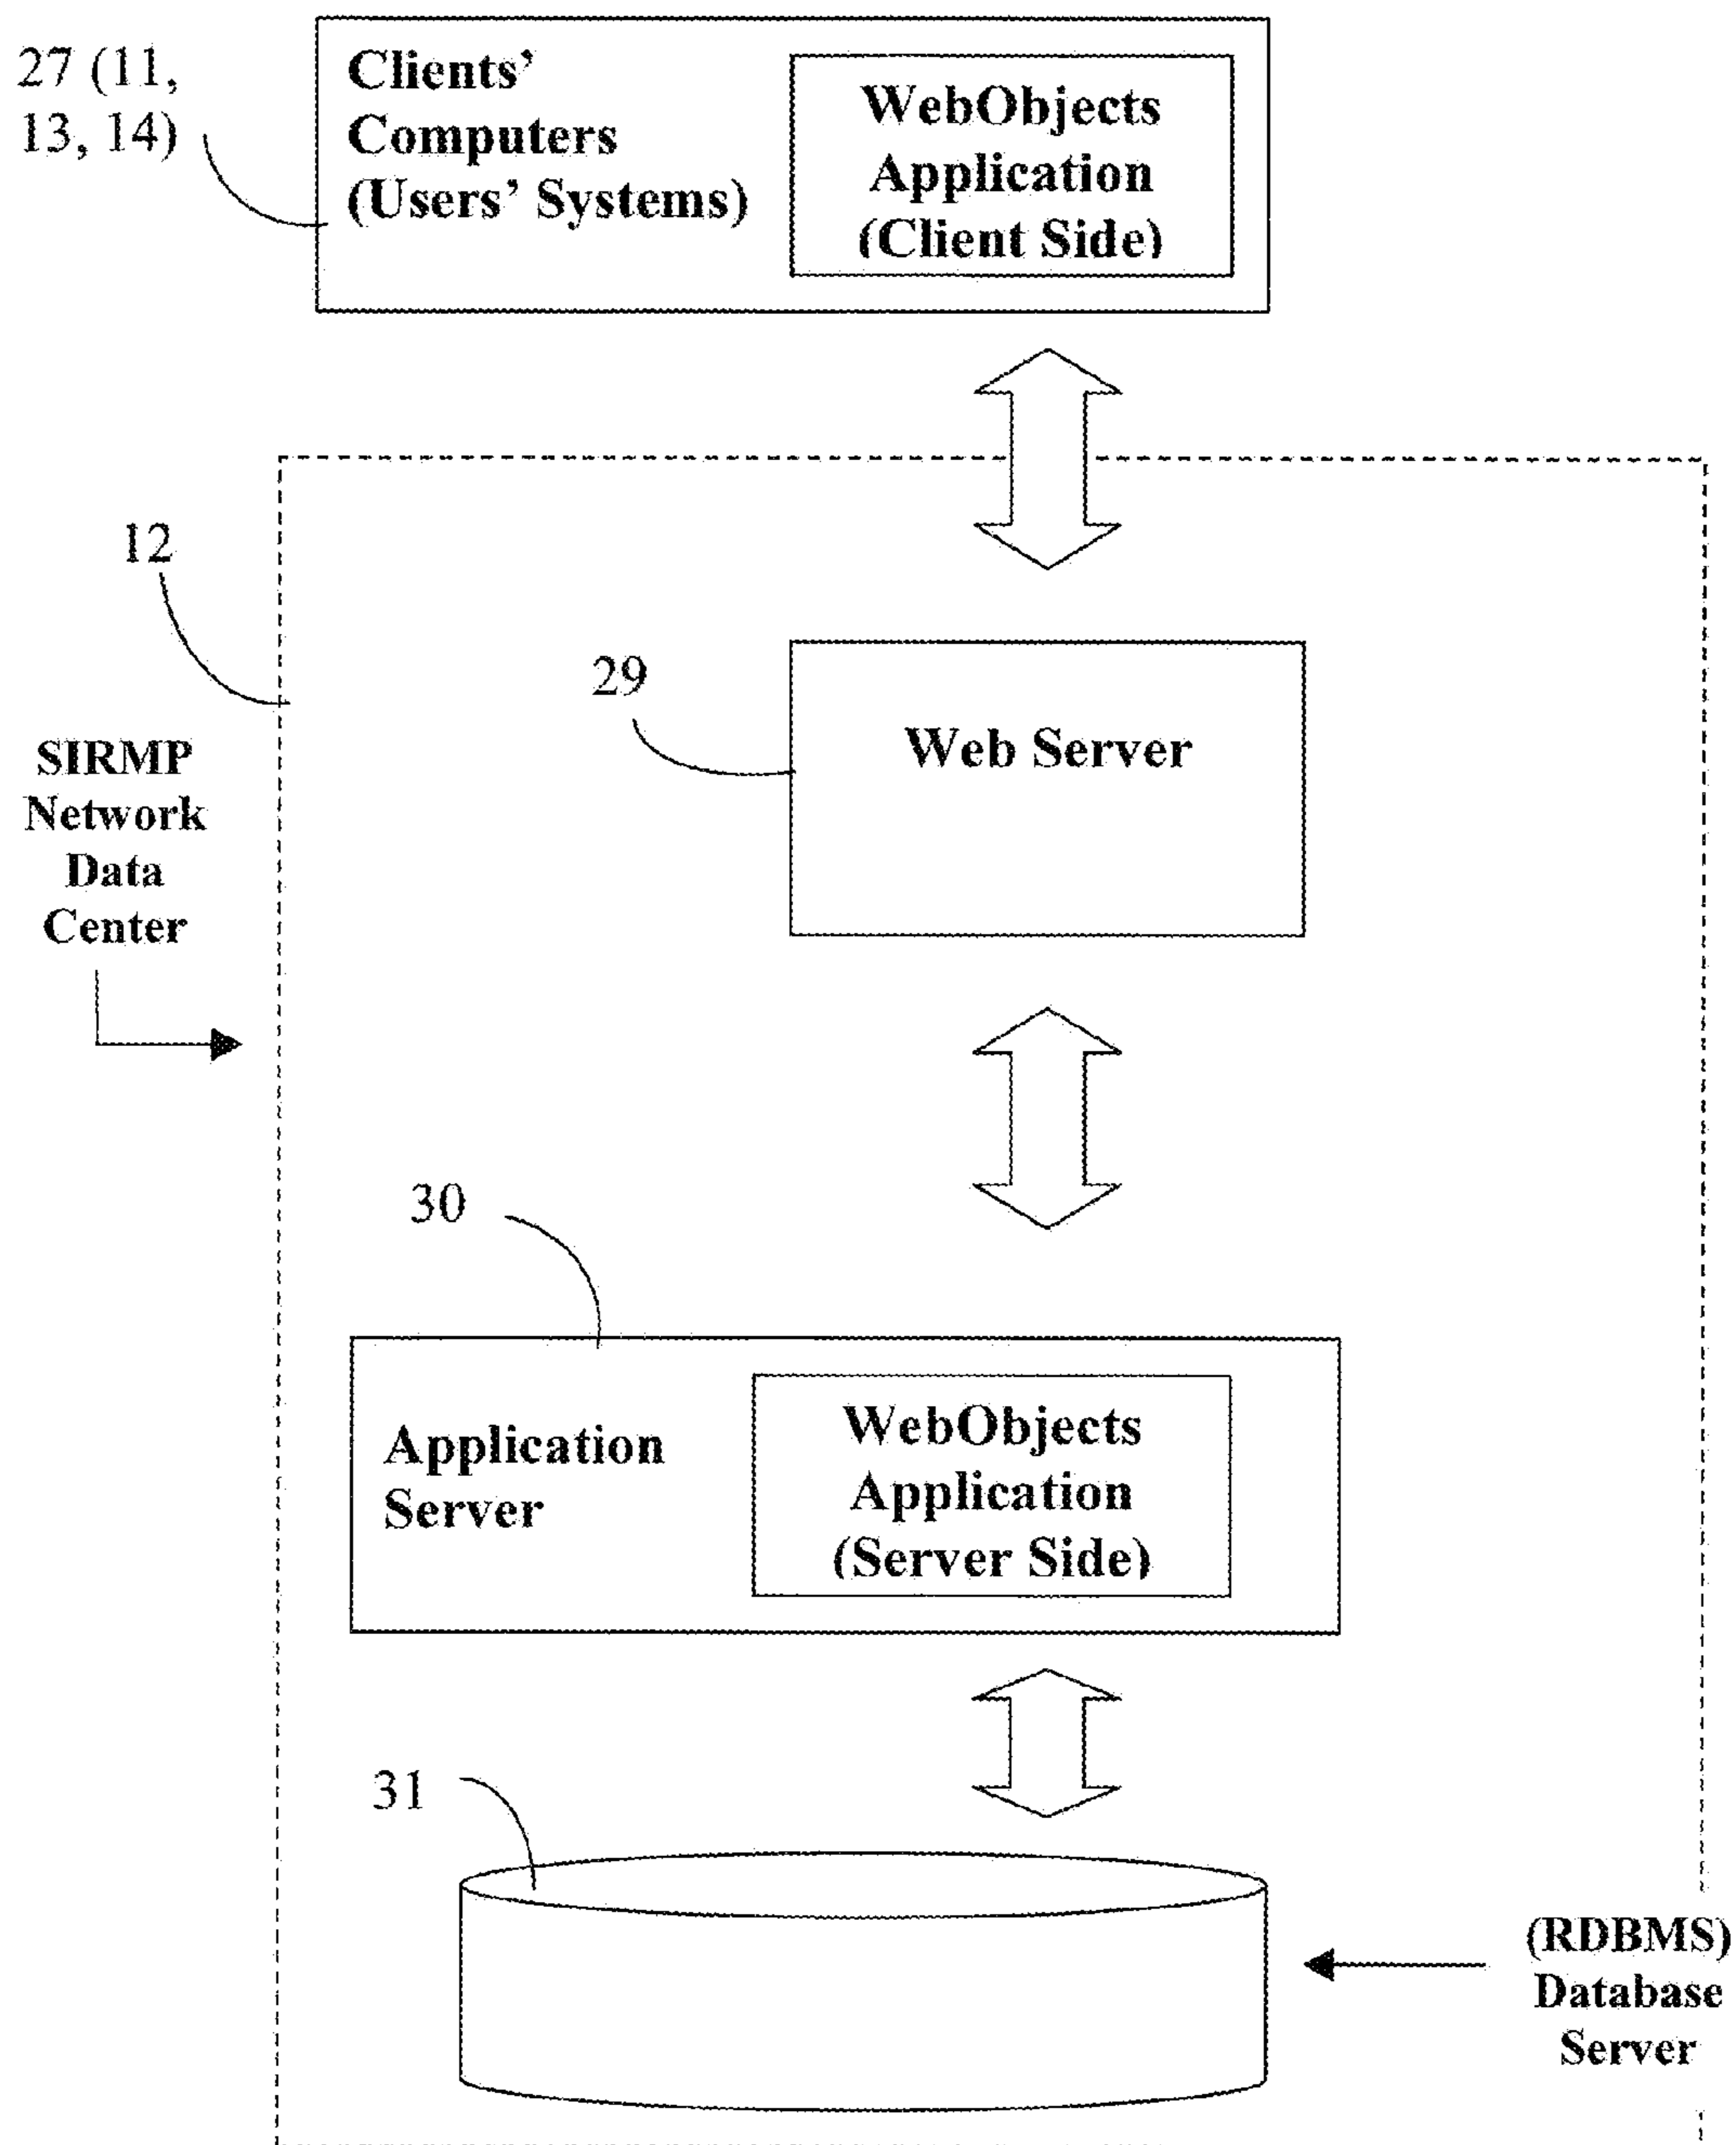 27 (11,
13, 14)
Clients’
Computers
(Users’ Systems)
WebObjects
Application
(Client Side)
12
SIRMP
Network
Data
Center
29
Web Server
30
Application
Server
WebObjects
Application
(Server Side)
31
(RDBMS)
Database
Server